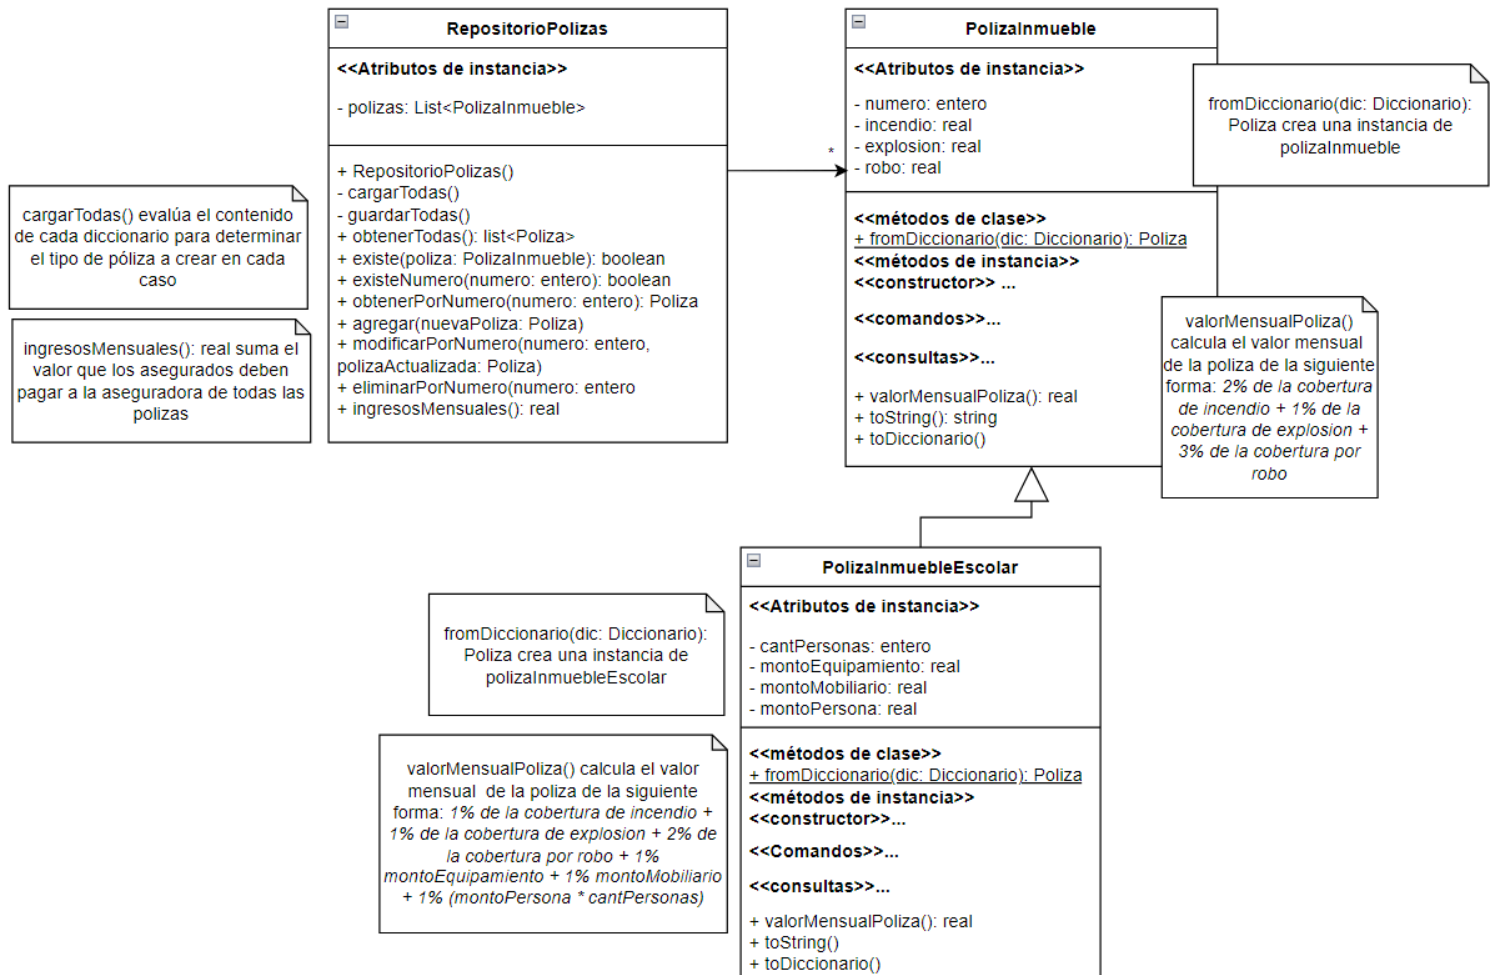 RepositorioPolizas
<<Atributos de instancia>>
- polizas: List<PolizaInmueble>
+ RepositorioPolizas()
- cargarTodas()
- guardarTodas()
+ obtenerTodas(): list<Poliza>
+ existe(poliza: PolizaInmueble): boolean
+ existeNumero(numero: entero): boolean
+ obtenerPorNumero(numero: entero): Poliza
+ agregar(nuevaPoliza: Poliza)
+ modificarPorNumero(numero: entero,
polizaActualizada: Poliza)
+ eliminarPorNumero(numero: entero
+ ingresosMensuales(): real
cargarTodas() evalúa el contenido
de cada diccionario para determinar
el tipo de póliza a crear en cada
caso
ingresosMensuales(): real suma el
valor que los asegurados deben
pagar a la aseguradora de todas las
polizas
*
PolizaInmueble
<<Atributos de instancia>>
- numero: entero
- incendio: real
- explosion: real
- robo: real
<<métodos de clase>>
+ fromDiccionario(dic: Diccionario): Poliza
<<métodos de instancia>>
<<constructor>> ...
<<comandos>>...
<<consultas>>...
+ valorMensualPoliza(): real
+ toString(): string
+ toDiccionario()
fromDiccionario(dic: Diccionario):
Poliza crea una instancia de
polizaInmueble
valorMensualPoliza()
calcula el valor mensual
de la poliza de la siguiente
forma: 2% de la cobertura
de incendio + 1% de la
cobertura de explosion +
3% de la cobertura por
robo
PolizaInmuebleEscolar
<<Atributos de instancia>>
- cantPersonas: entero
- montoEquipamiento: real
- montoMobiliario: real
- montoPersona: real
<<métodos de clase>>
+ fromDiccionario(dic: Diccionario): Poliza
<<métodos de instancia>>
<<constructor>>...
<<Comandos>>...
<<consultas>>...
+ valorMensualPoliza(): real
+ toString()
+ toDiccionario()
fromDiccionario(dic: Diccionario):
Poliza crea una instancia de
polizaInmuebleEscolar
valorMensualPoliza() calcula el valor
mensual de la poliza de la siguiente
forma: 1% de la cobertura de incendio +
1% de la cobertura de explosion + 2% de
la cobertura por robo + 1%
montoEquipamiento + 1% montoMobiliario
+ 1% (montoPersona * cantPersonas)